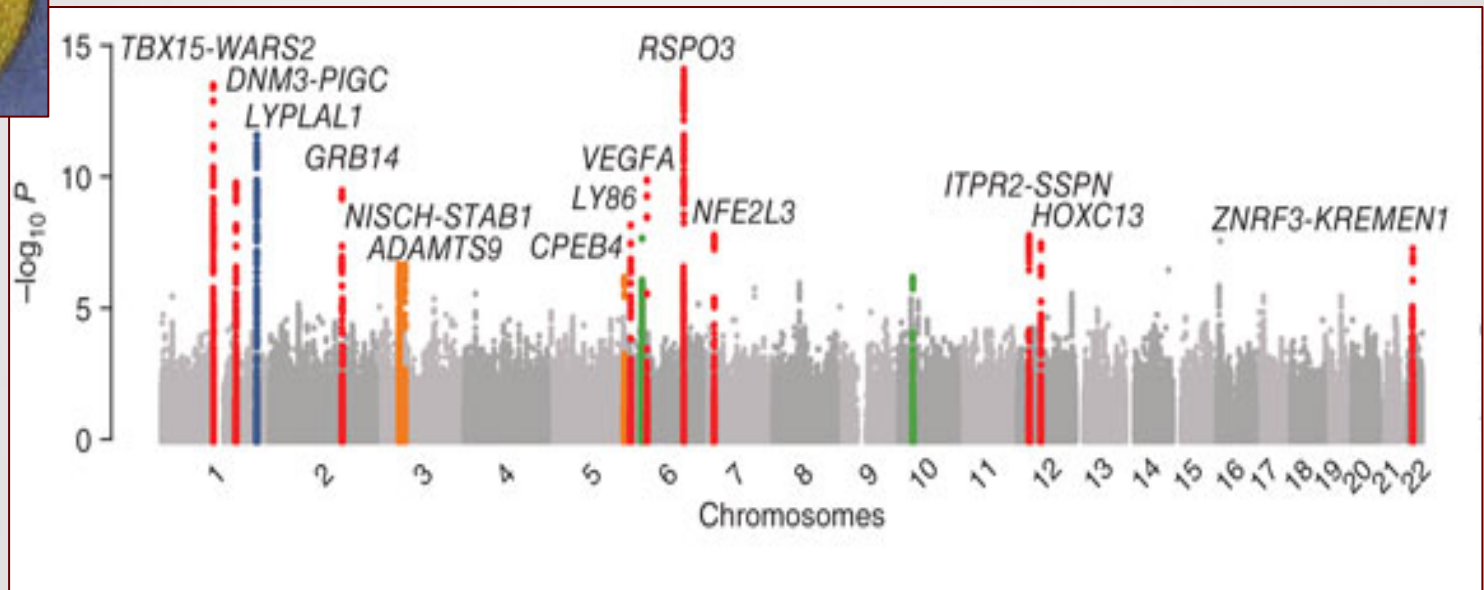 15 TBX15-WARS2 RSPO3
DNM3-PIGC
LYPLAL1
GRB14 VEGFA
10 ITPR2-SSPN
LY86
NISCH-STAB1 NFE2L3 HOXC13 ZNRF3-KREMEN1
ADAMTS9 CPEB4
5
0
–log10 P
1 2 3 4 5 6 7 8 9 10 11 12 13 14 15 16 17 18 19 20 21 22
Chromosomes